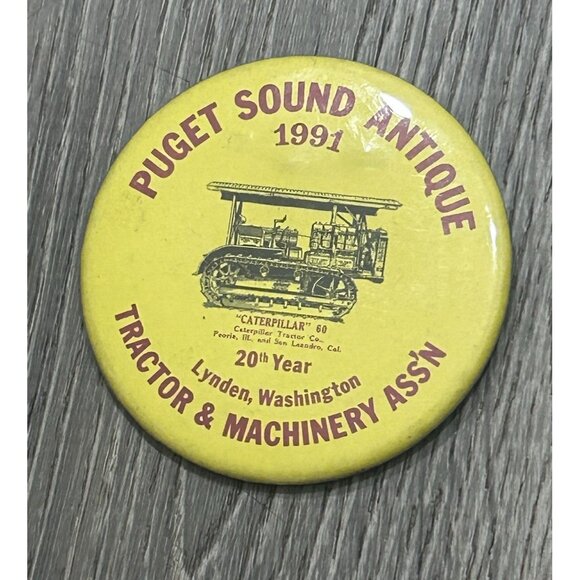 PUGET SOUND ANTIQUE
1991
"CATERPILLAR" 60
Caterpillar Tractor Co.,
Peoria, Ill. and San Leandro, Cal.
20th Year
Lynden, Washington
TRACTOR & MACHINERY ASS'N